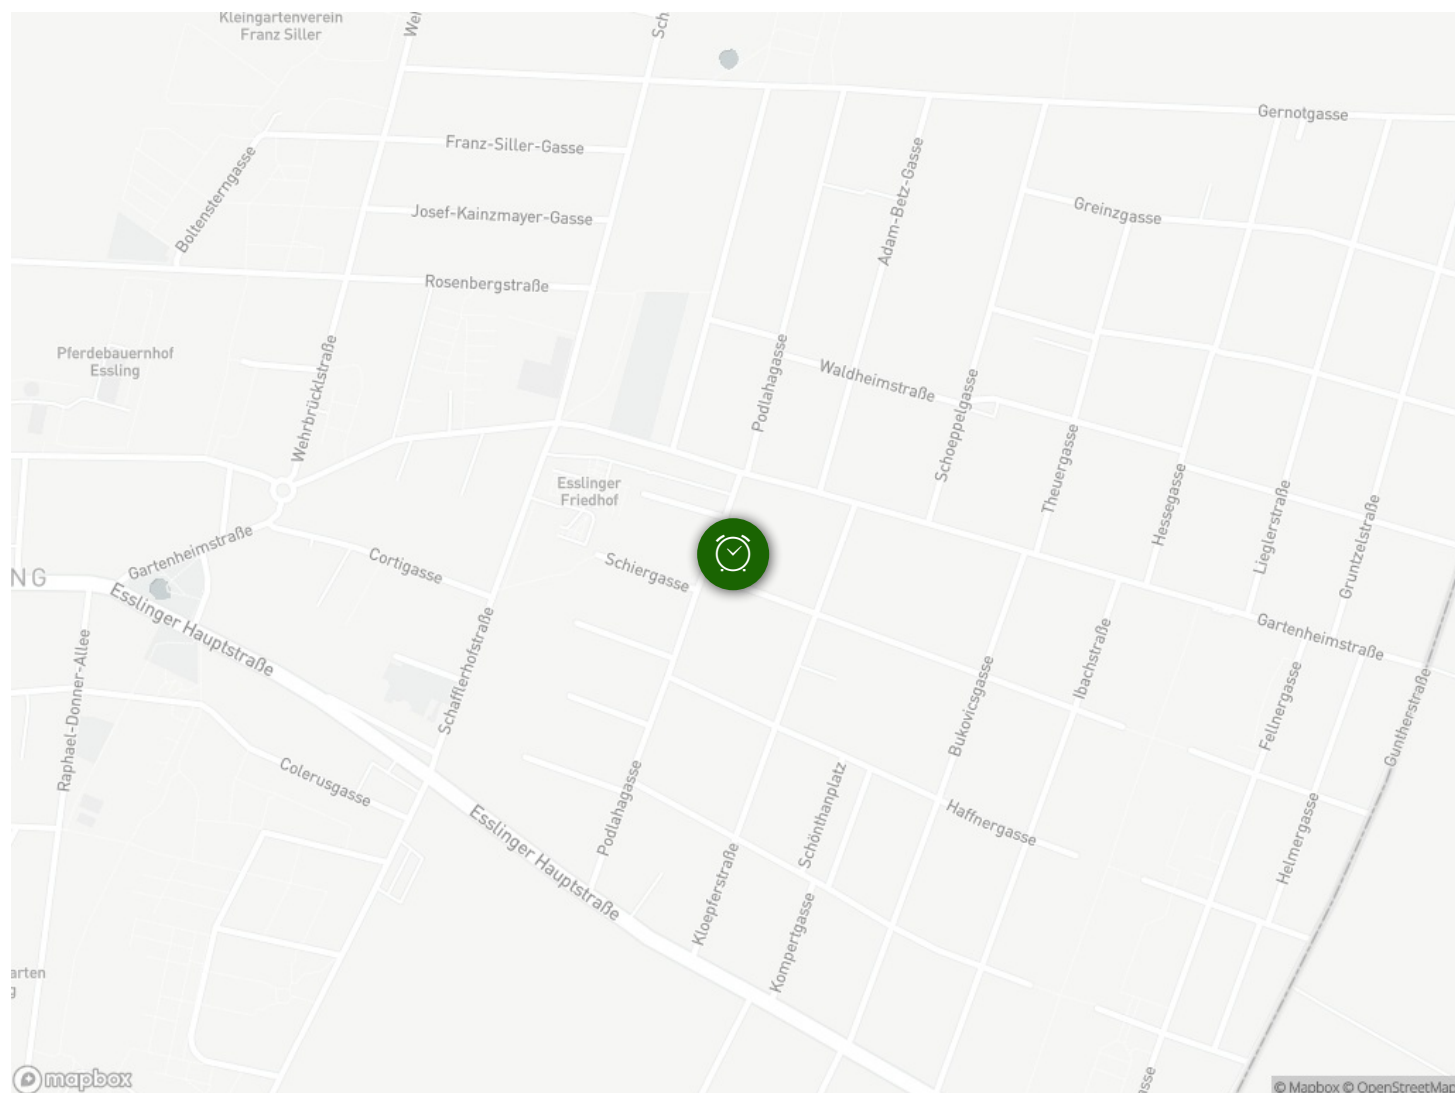 Kleingartenverein
Franz Siller
Gernotgasse
Franz-Siller-Gasse
Boltensterngasse
Josef-Kainzmayer-Gasse
Adam-Betz-Gasse
Greinzgasse
Rosenbergstraße
Pferdebauernhof
Essling
Wehrbrücklstraße
Podlahagasse
Waldheimstraße
Schoeppelgasse
Theuergasse
Hessegasse
Lieglerstraße
Gruntzelstraße
Esslinger
Friedhof
Gartenheimstraße
Cortigasse
Schiergasse
NG
Esslinger Hauptstraße
Raphael-Donner-Allee
Schafflerhofstraße
Gartenheimstraße
Ibachstraße
Bukovicsgasse
Fellnergasse
Guntherstraße
Colerusgasse
Podlahagasse
Schönthanplatz
Haffnergasse
Helmergasse
Esslinger Hauptstraße
Kloepferstraße
Kompertgasse
arten
mapbox
© Mapbox © OpenStreetMap